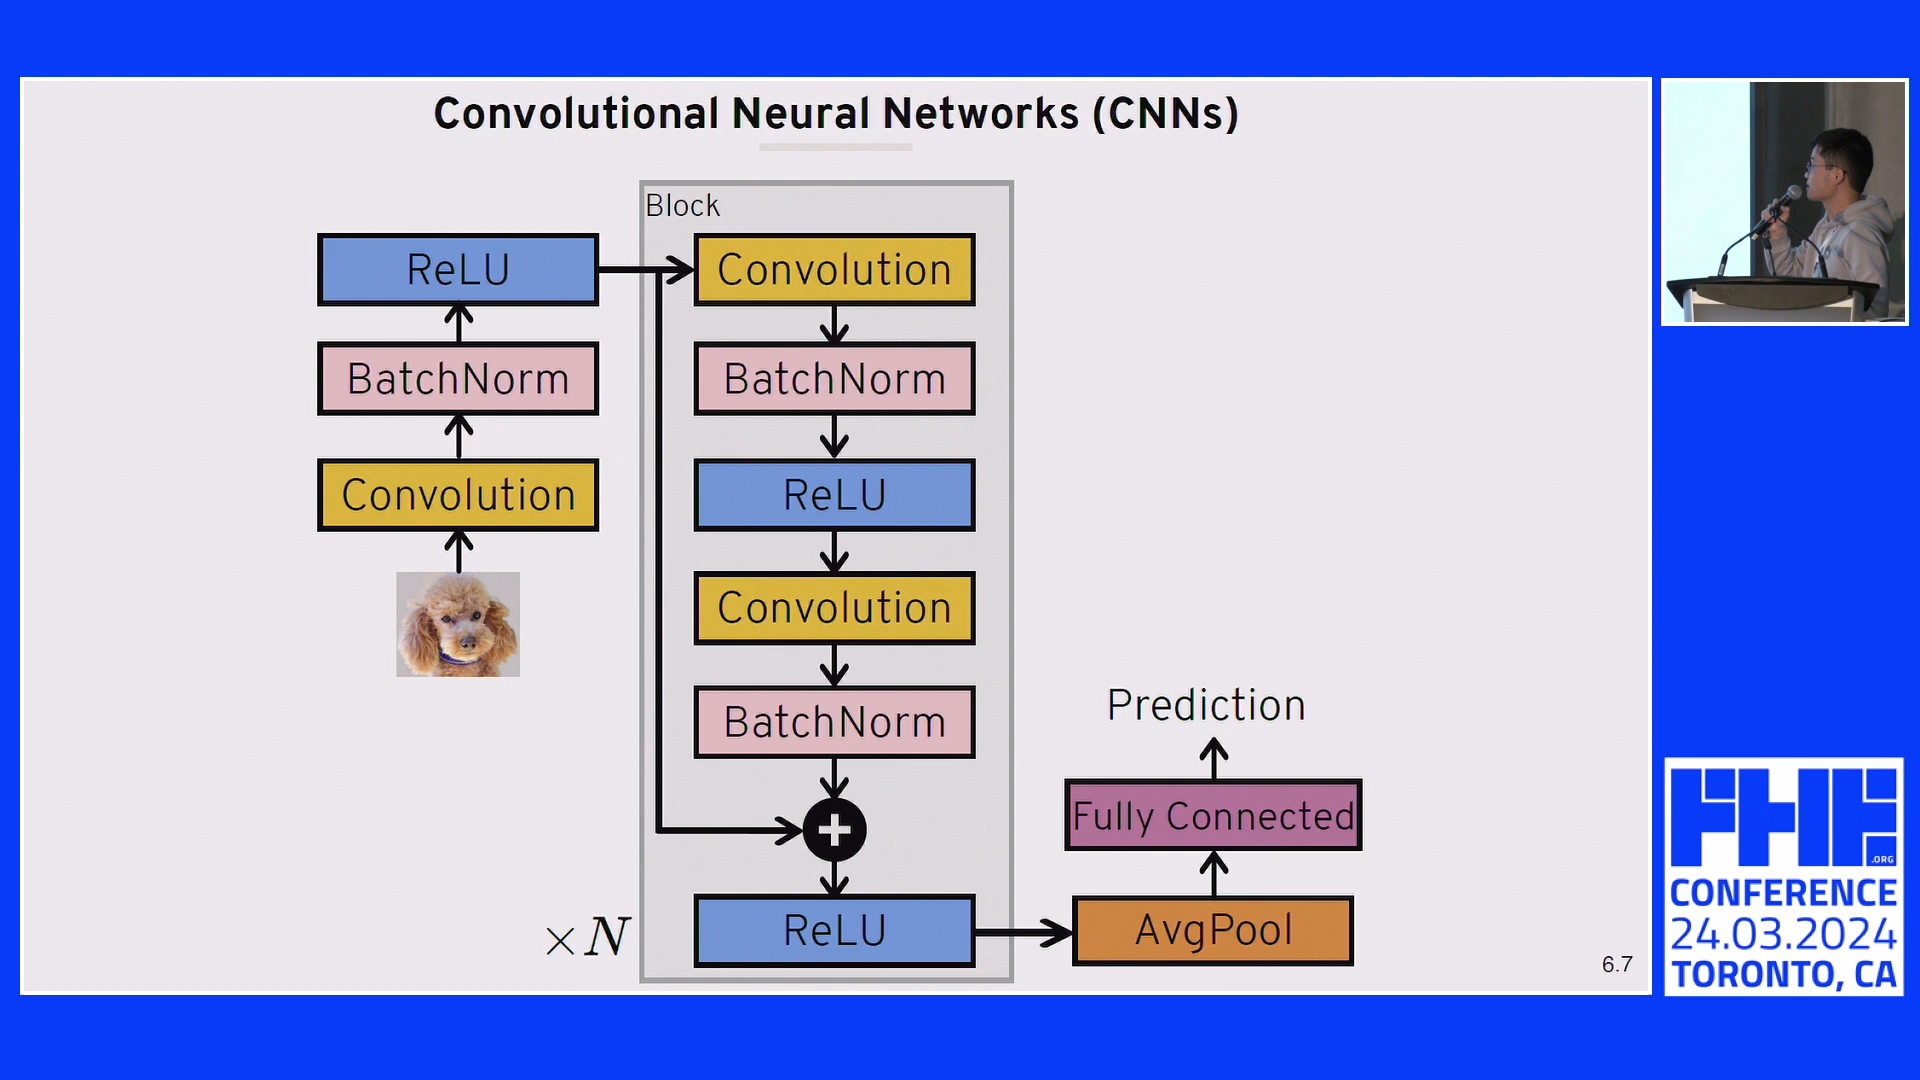 Convolutional Neural Networks (CNNs)
Block
ReLU
BatchNorm
Convolution
Convolution
BatchNorm
ReLU
Convolution
BatchNorm
+
ReLU
×N
Prediction
Fully Connected
AvgPool
6.7
FHE
.ORG
CONFERENCE
24.03.2024
TORONTO, CA